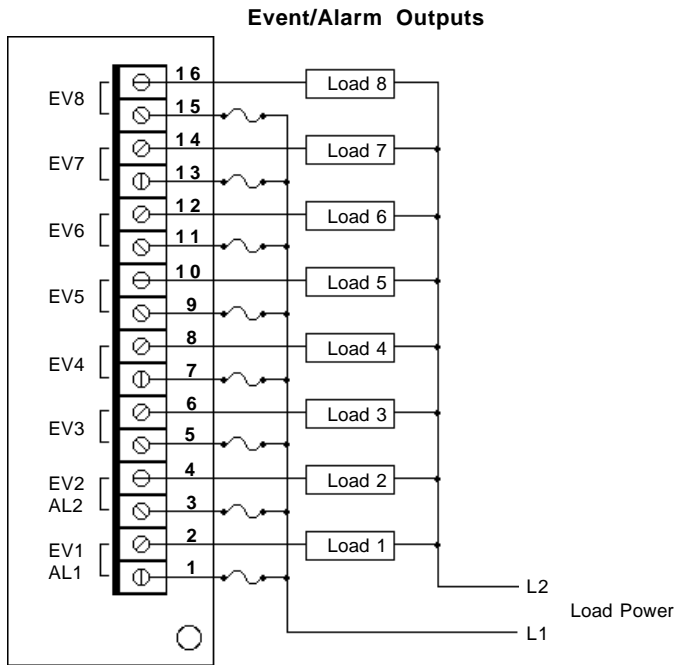 Event/Alarm Outputs
16
Load 8
EV8
15
14
Load 7
EV7
13
12
Load 6
EV6
11
10
Load 5
EV5
9
8
Load 4
EV4
7
6
Load 3
EV3
5
4
Load 2
EV2
AL2
3
2
Load 1
EV1
AL1
1
L2
Load Power
L1